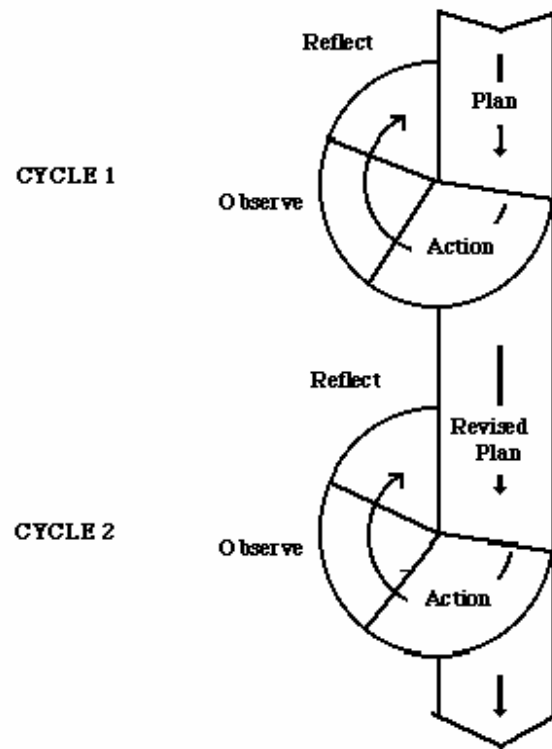 Reflect
Plan
CYCLE 1
Observe
Action
Reflect
Revised
Plan
CYCLE 2
Observe
Action